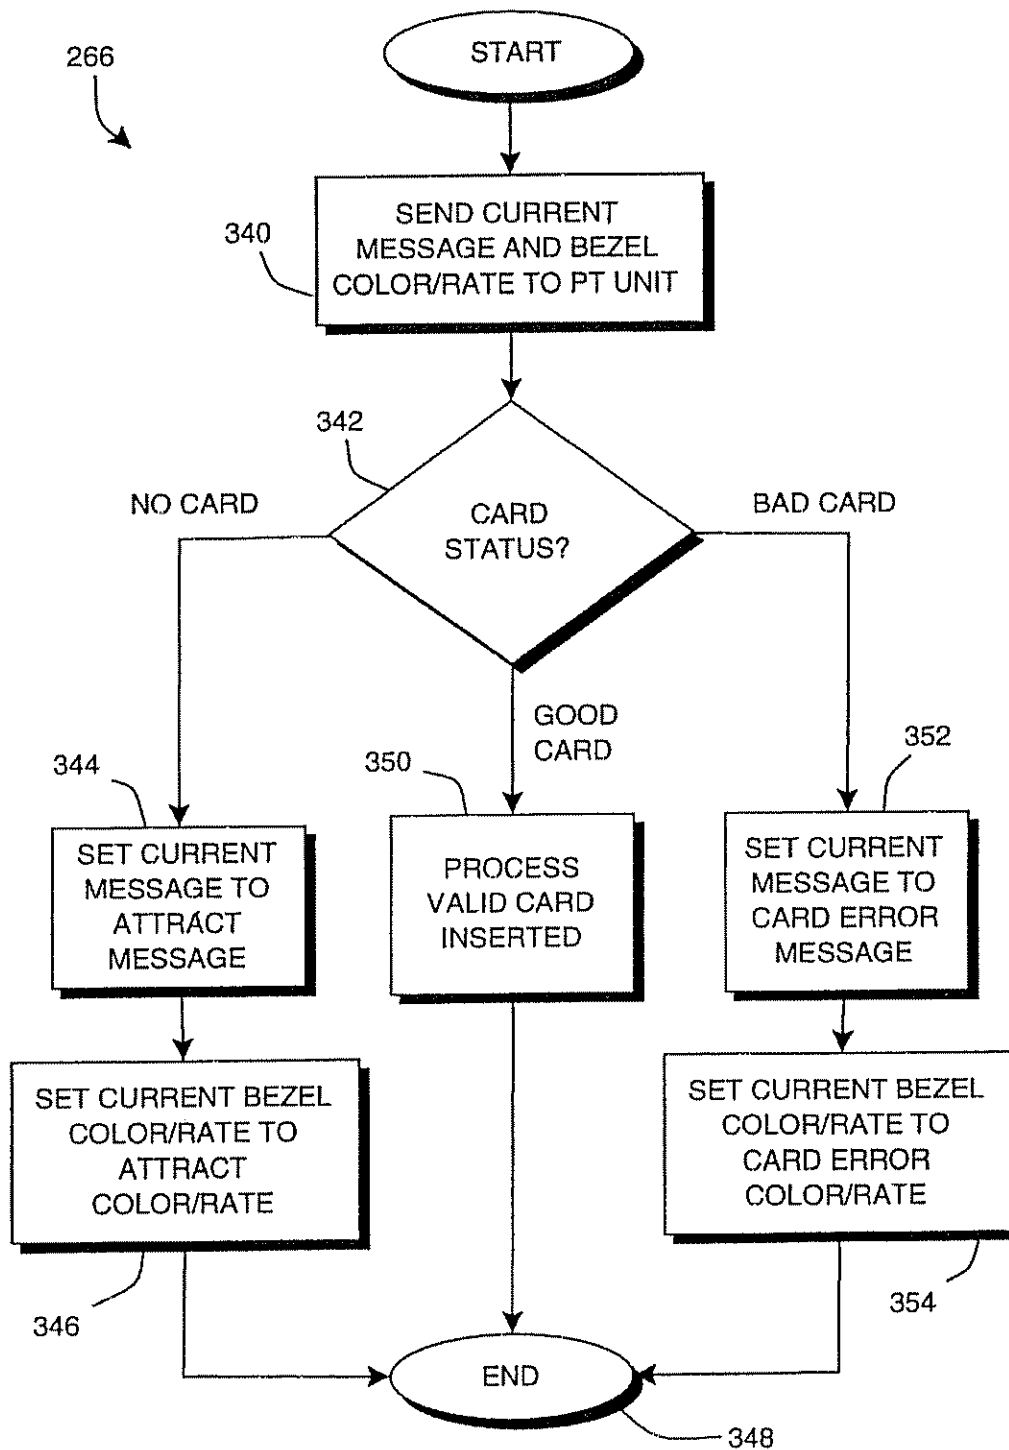 START
266
SEND CURRENT
MESSAGE AND BEZEL
COLOR/RATE TO PT UNIT
340
342
NO CARD
CARD
STATUS?
BAD CARD
GOOD
CARD
344
350
352
SET CURRENT
MESSAGE TO
ATTRACT
MESSAGE
PROCESS
VALID CARD
INSERTED
SET CURRENT
MESSAGE TO
CARD ERROR
MESSAGE
SET CURRENT BEZEL
COLOR/RATE TO
ATTRACT
COLOR/RATE
SET CURRENT BEZEL
COLOR/RATE TO
CARD ERROR
COLOR/RATE
346
354
END
348